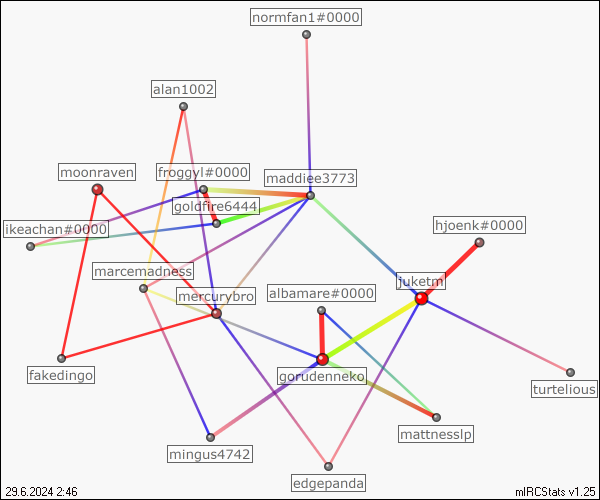 normfan1#0000
alan1002
moonraven
froggyl#0000
maddiee3773
goldfire6444
ikeachan#0000
hjoenk#0000
marcemadness
juketm
mercurybro
albamare#0000
fakedingo
gorudenneko
turtelious
mattnesslp
mingus4742
edgepanda
29.6.2024 2:46
mIRCStats v1.25